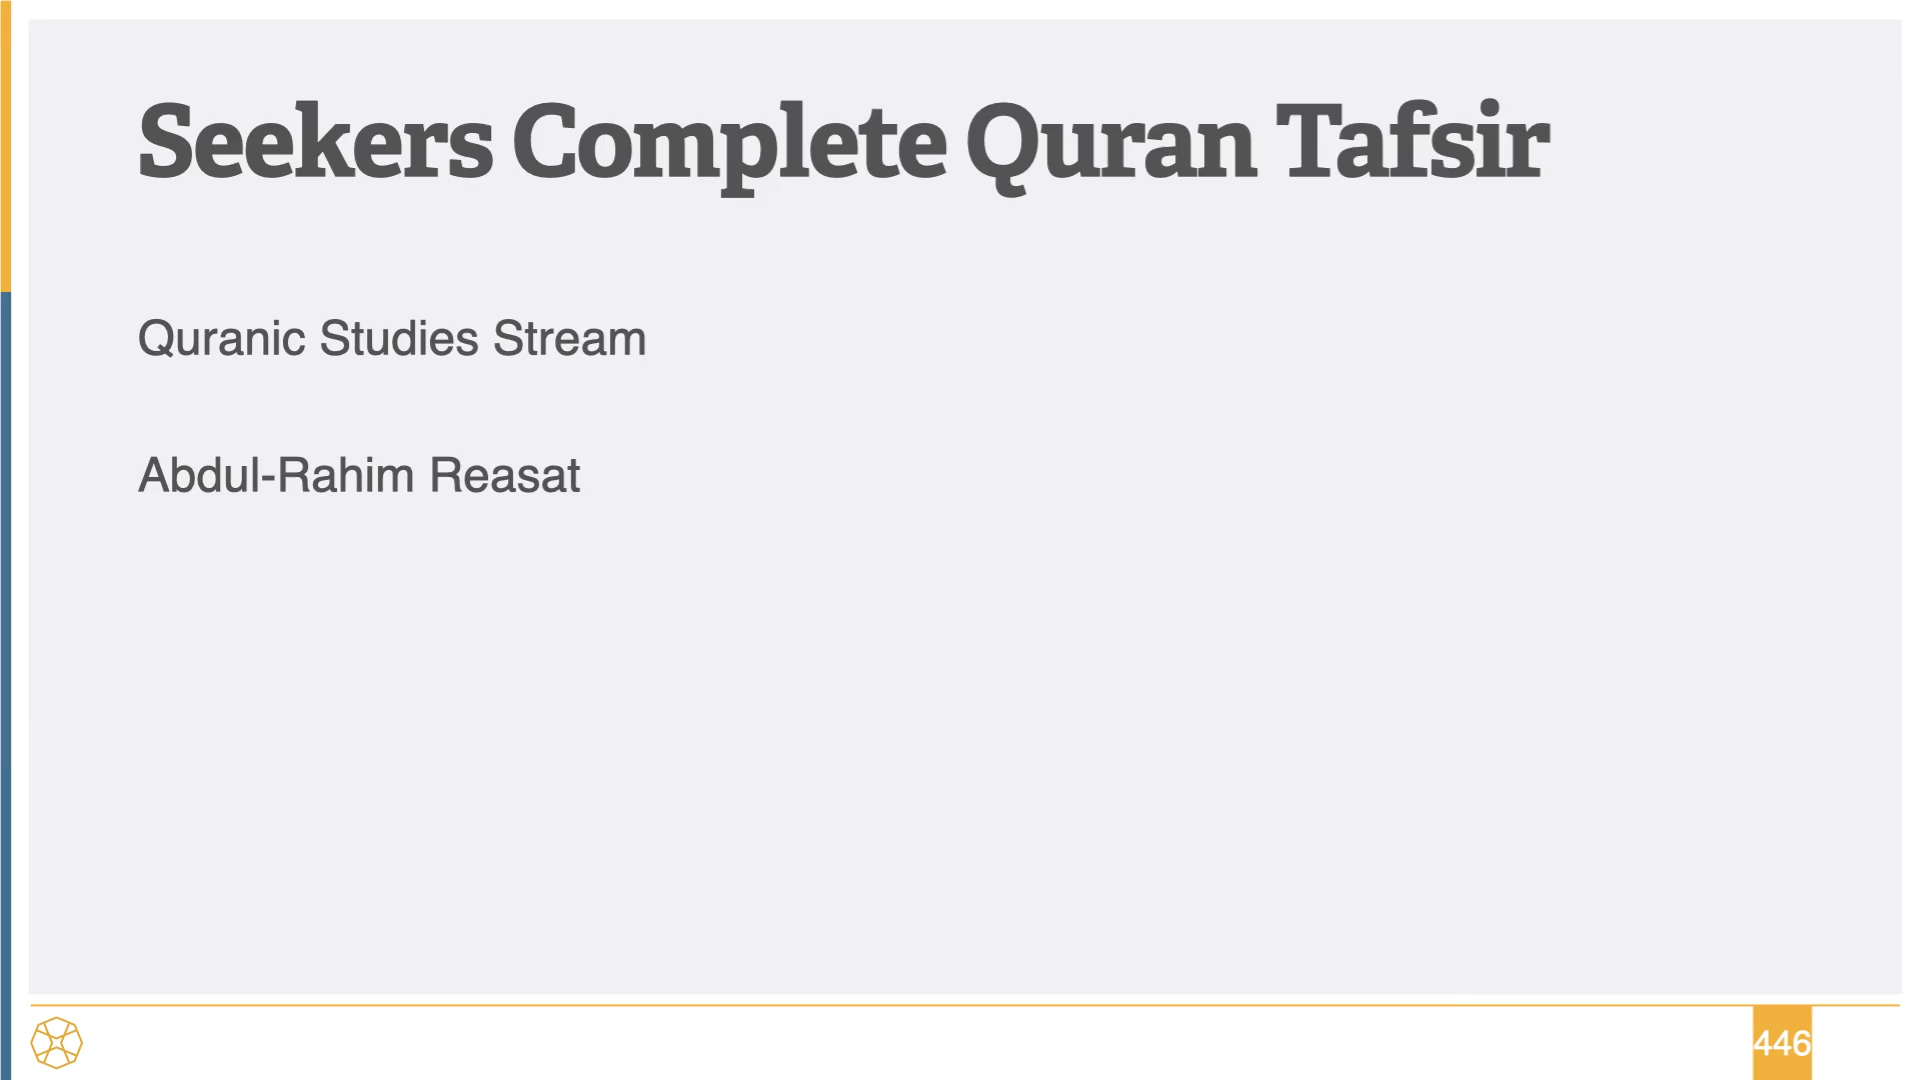 Seekers Complete Quran Tafsir
Quranic Studies Stream
Abdul-Rahim Reasat
446